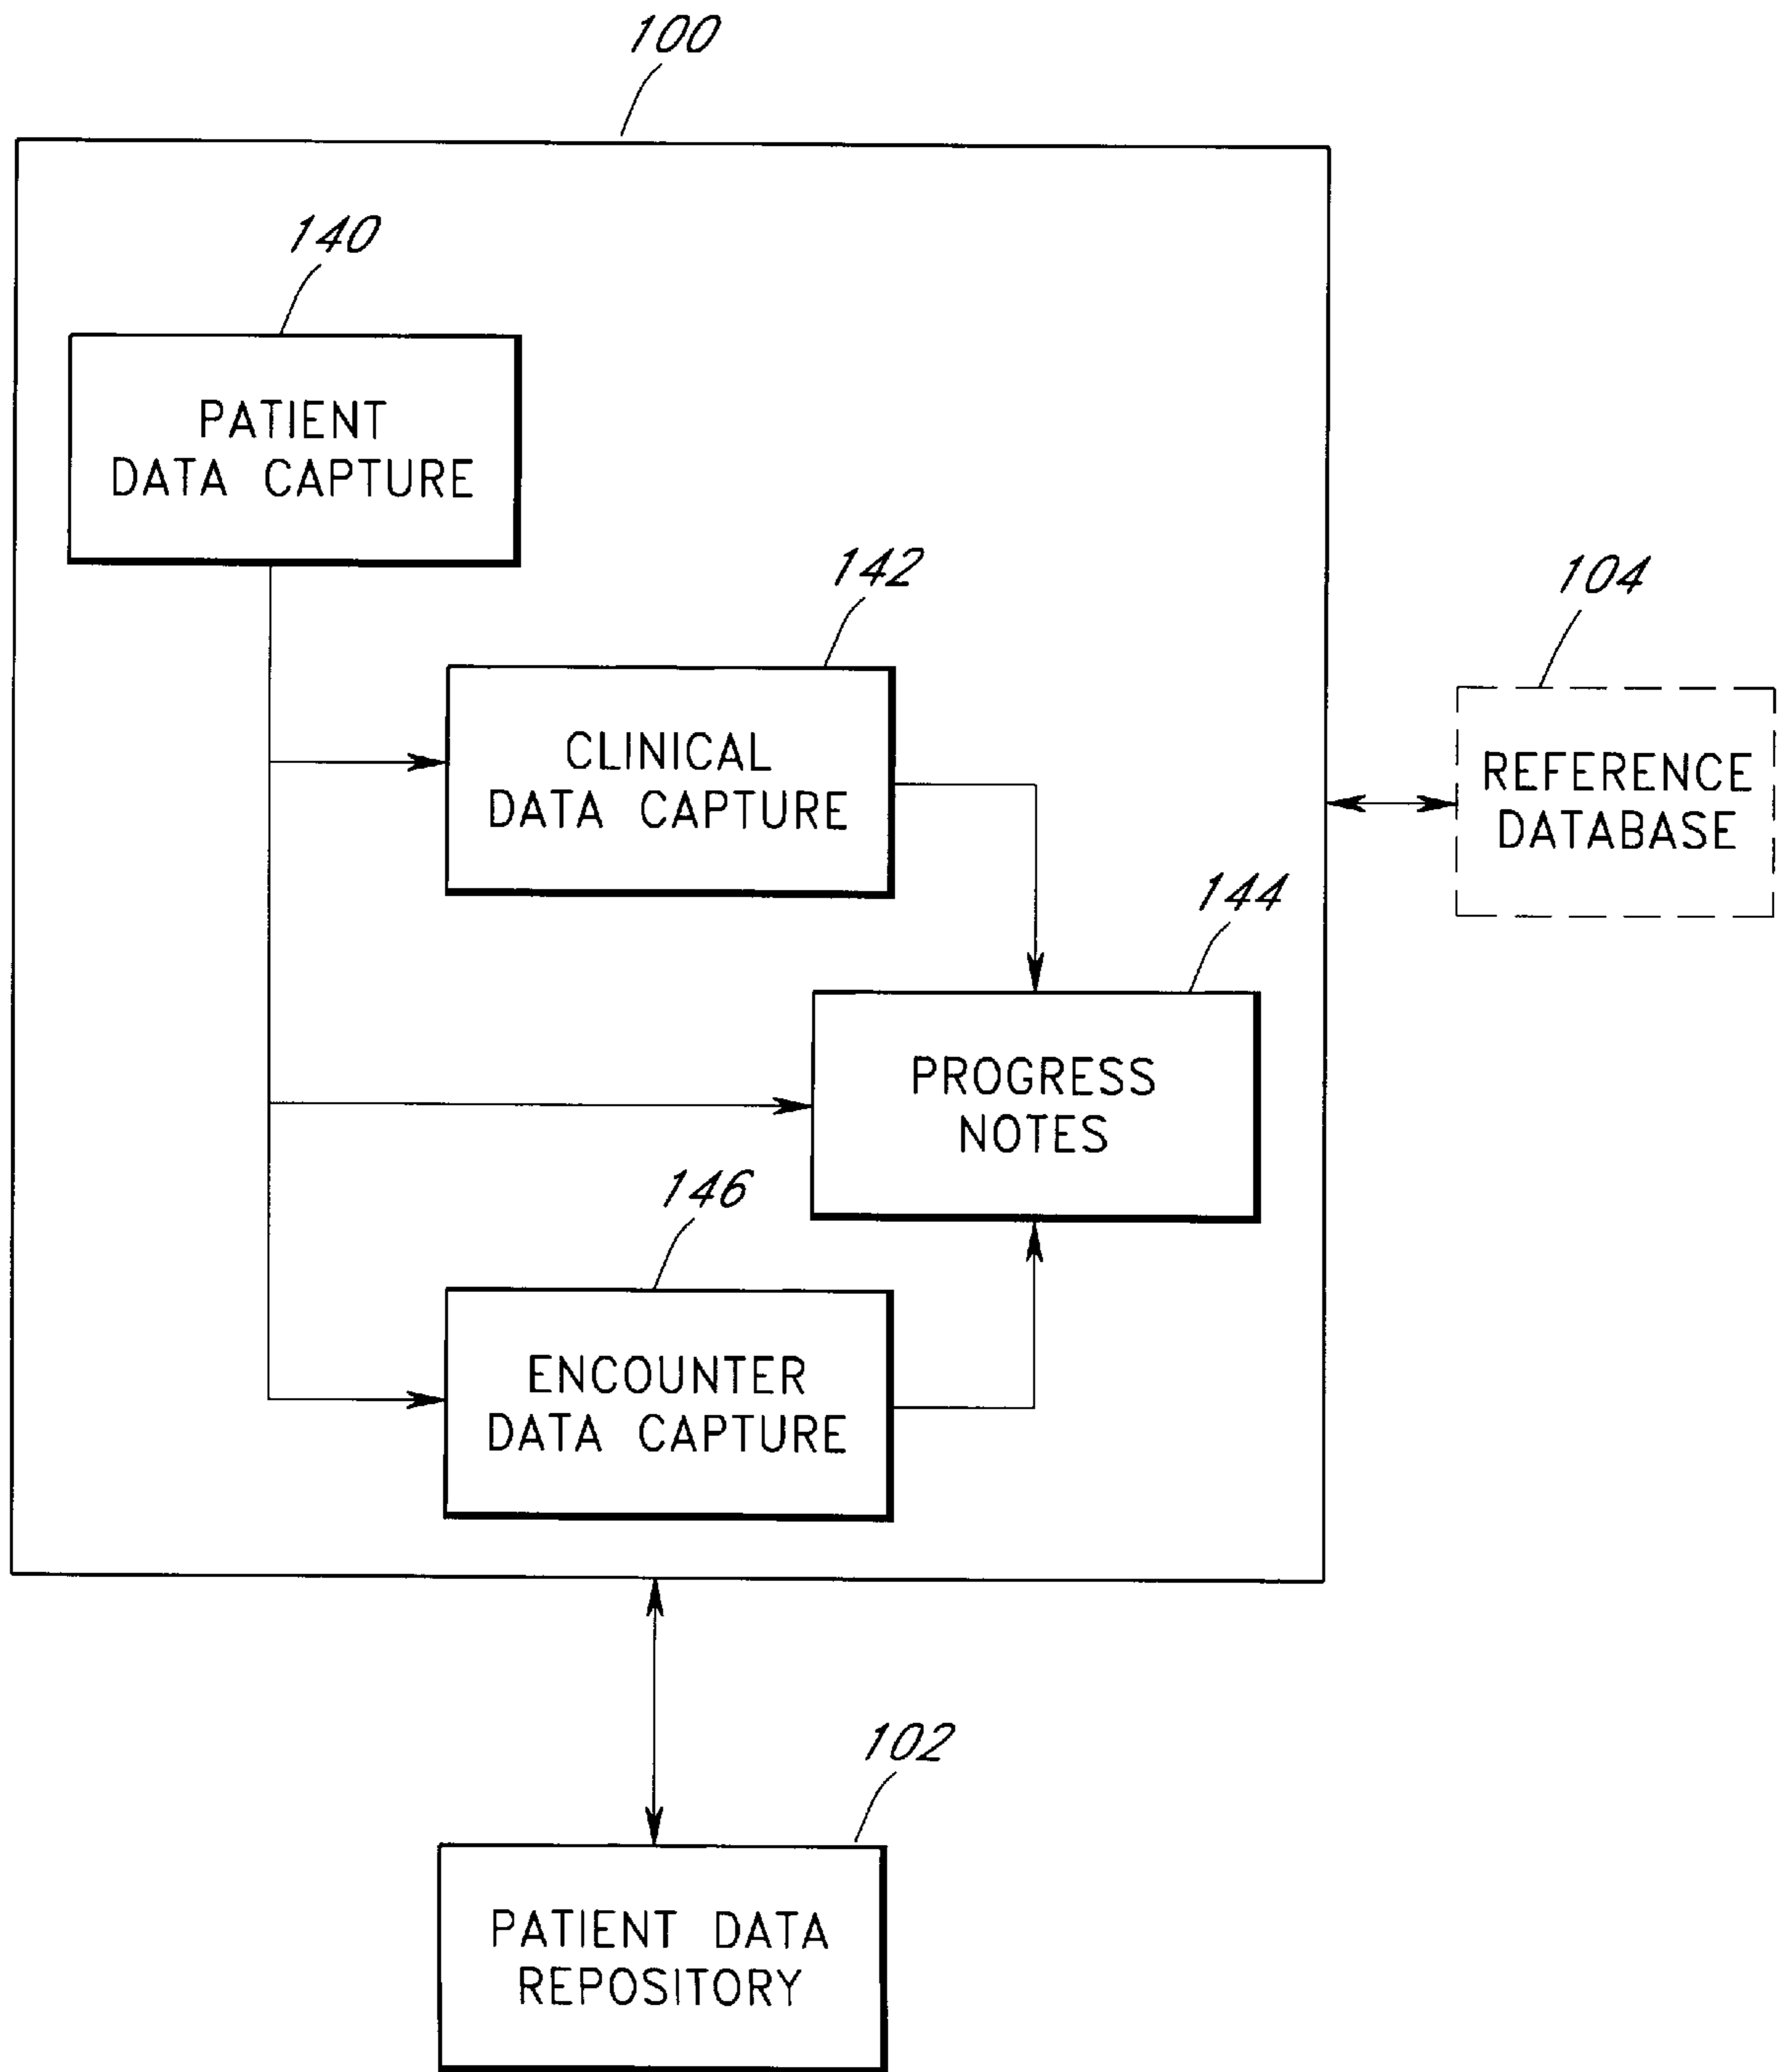 100
140
PATIENT
DATA CAPTURE
142
CLINICAL
DATA CAPTURE
104
REFERENCE
DATABASE
144
PROGRESS
NOTES
146
ENCOUNTER
DATA CAPTURE
102
PATIENT DATA
REPOSITORY